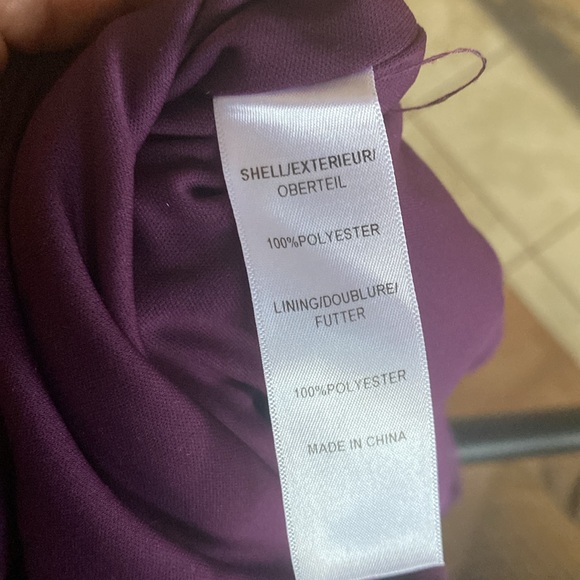 SHELL/EXTERIEUR/
OBERTEIL
100%POLYESTER
LINING/DOUBLURE/
FUTTER
100%POLYESTER
MADE IN CHINA